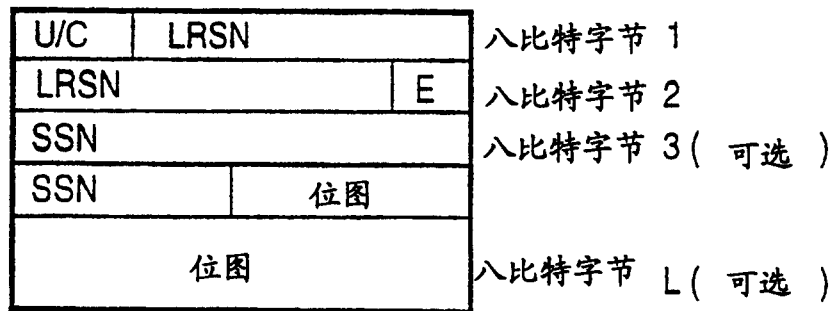 U/C LRSN 八比特字节 1
LRSN E 八比特字节 2
SSN 八比特字节 3( 可选 )
SSN 位图
位图 八比特字节 L( 可选 )